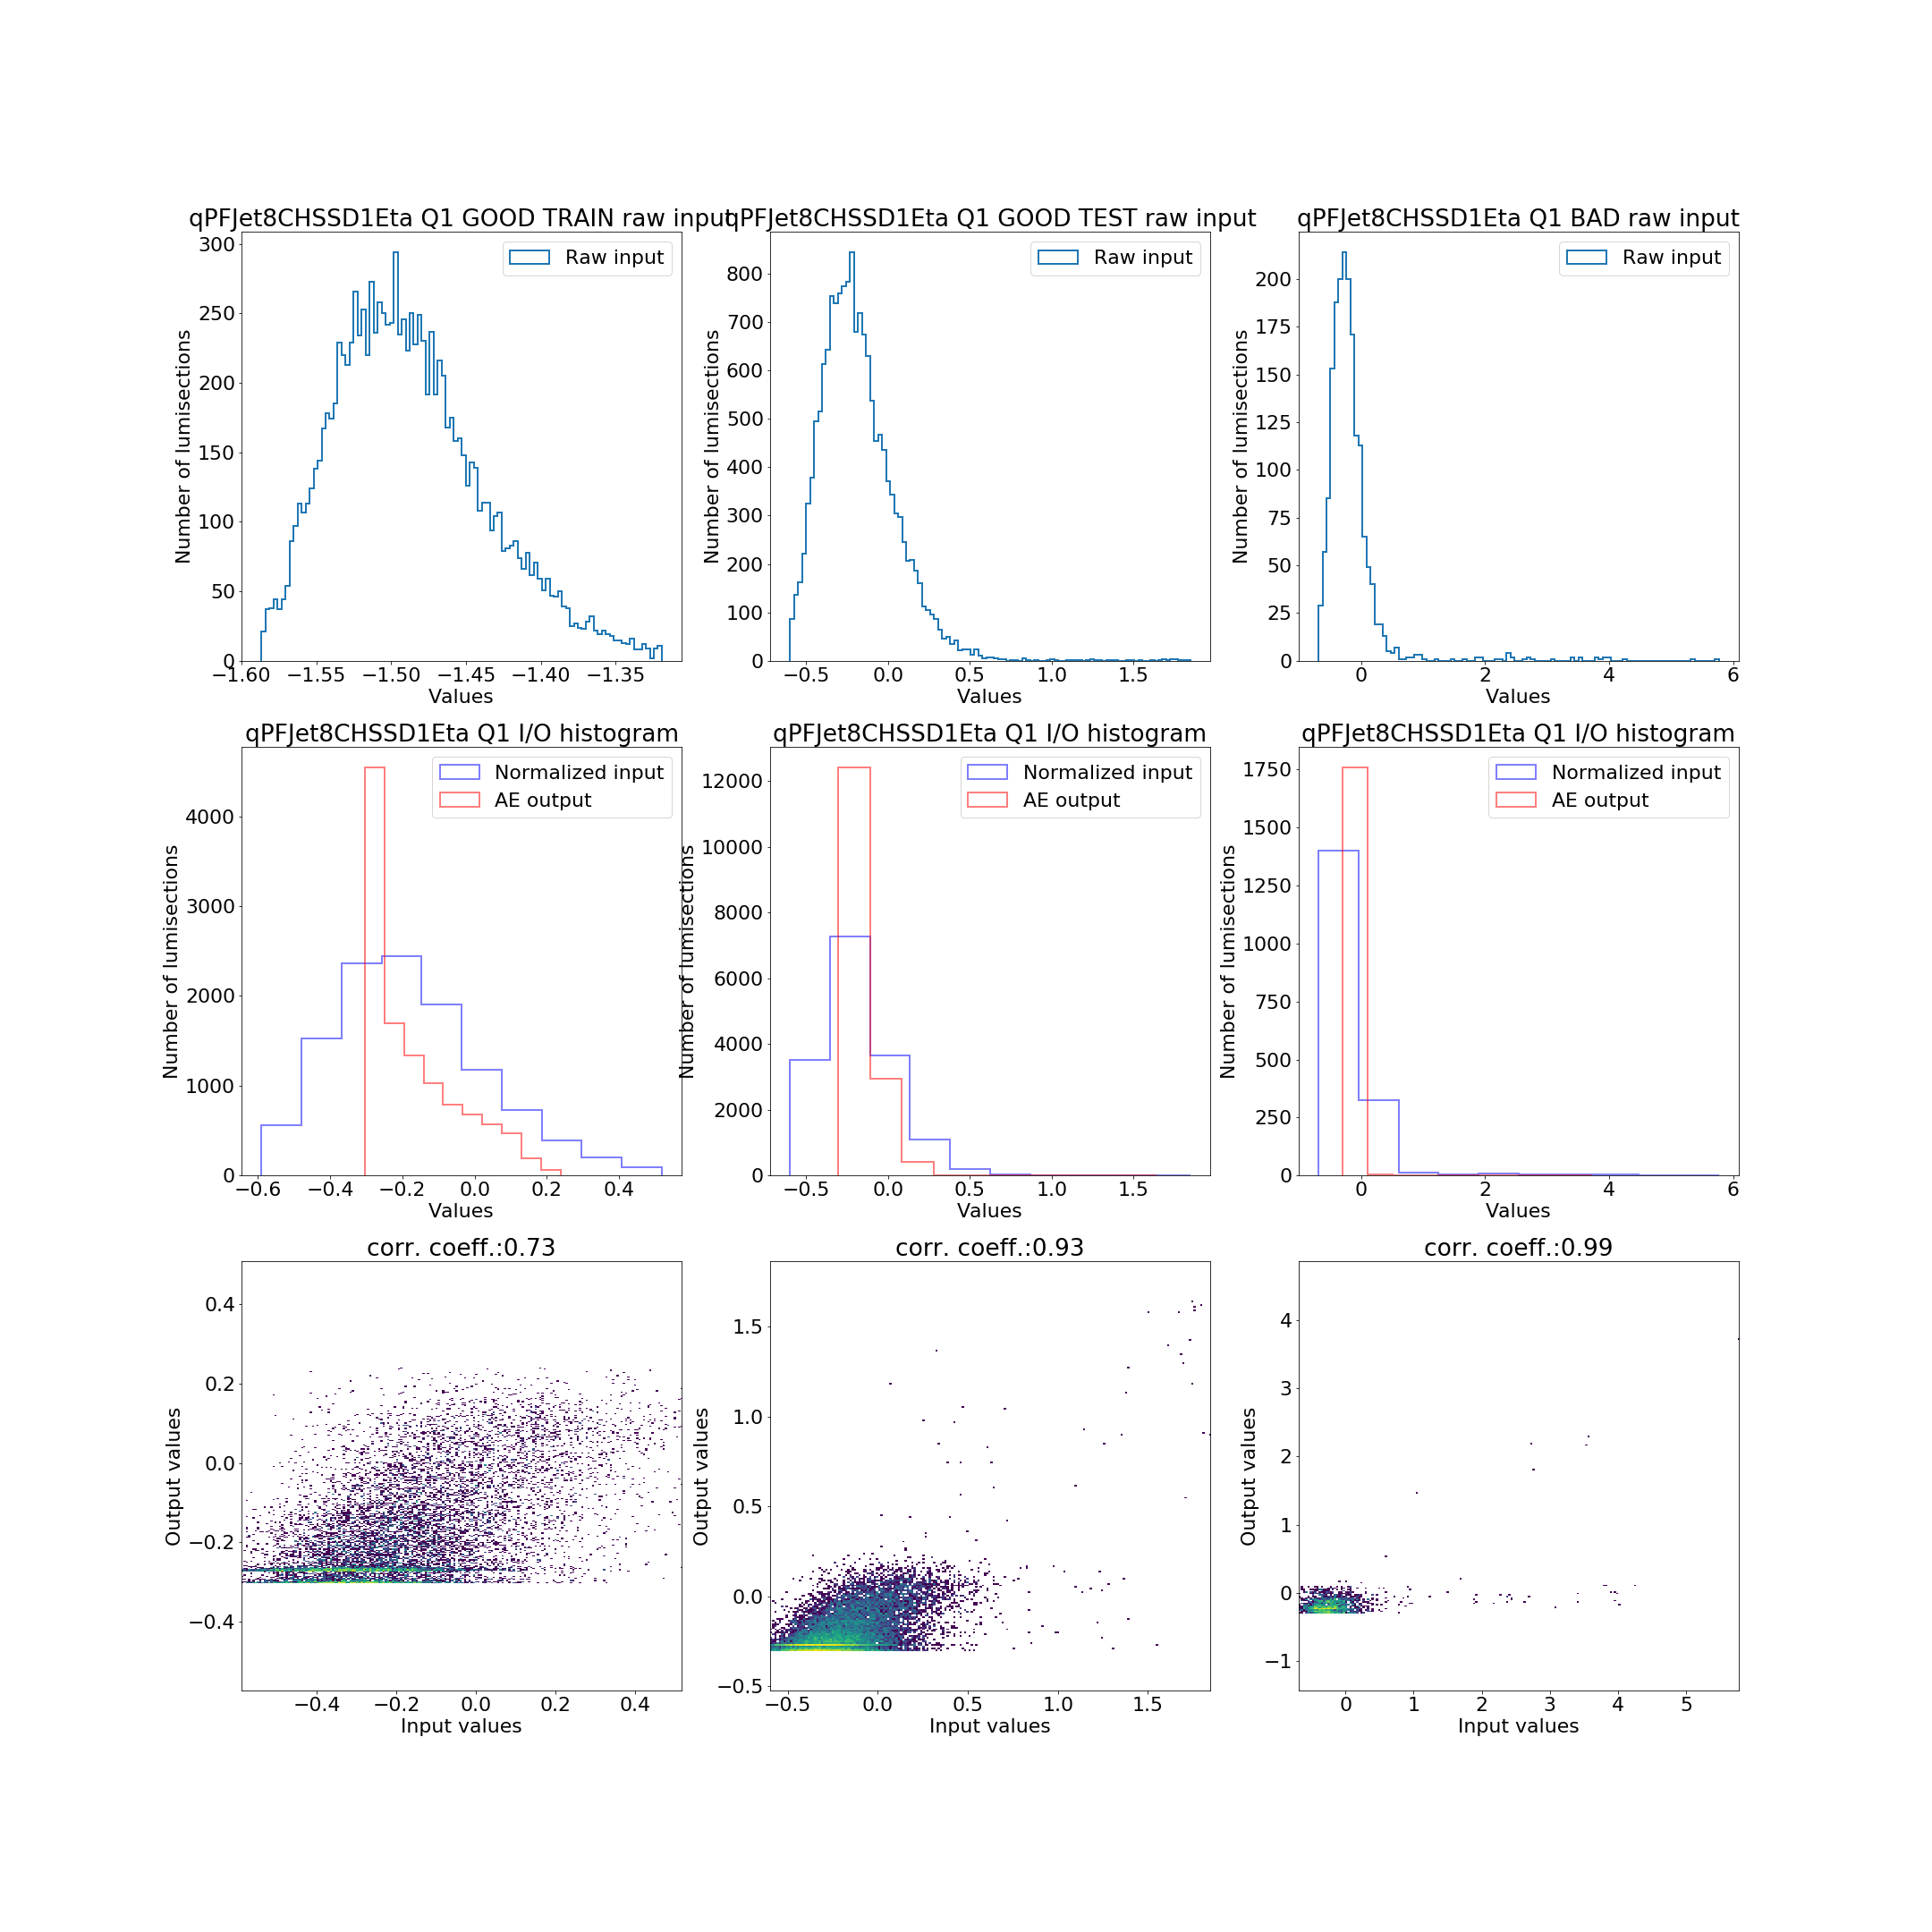 qPFJet8CHSSD1Eta Q1 GOOD TRAIN raw input
Raw input
Number of lumisections
300
250
200
150
100
50
0
−1.60 −1.55 −1.50 −1.45 −1.40 −1.35
Values
qPFJet8CHSSD1Eta Q1 GOOD TEST raw input
Raw input
Number of lumisections
800
700
600
500
400
300
200
100
0
−0.5 0.0 0.5 1.0 1.5
Values
qPFJet8CHSSD1Eta Q1 BAD raw input
Raw input
Number of lumisections
200
175
150
125
100
75
50
25
0
0 2 4 6
Values
qPFJet8CHSSD1Eta Q1 I/O histogram
Normalized input
AE output
Number of lumisections
4000
3000
2000
1000
0
−0.6 −0.4 −0.2 0.0 0.2 0.4
Values
qPFJet8CHSSD1Eta Q1 I/O histogram
Normalized input
AE output
Number of lumisections
12000
10000
8000
6000
4000
2000
0
−0.5 0.0 0.5 1.0 1.5
Values
qPFJet8CHSSD1Eta Q1 I/O histogram
Normalized input
AE output
Number of lumisections
1750
1500
1250
1000
750
500
250
0
0 2 4 6
Values
corr. coeff.:0.73
Output values
0.4
0.2
0.0
−0.2
−0.4
−0.4 −0.2 0.0 0.2 0.4
Input values
corr. coeff.:0.93
Output values
1.5
1.0
0.5
0.0
−0.5
−0.5 0.0 0.5 1.0 1.5
Input values
corr. coeff.:0.99
Output values
4
3
2
1
0
−1
0 1 2 3 4 5
Input values